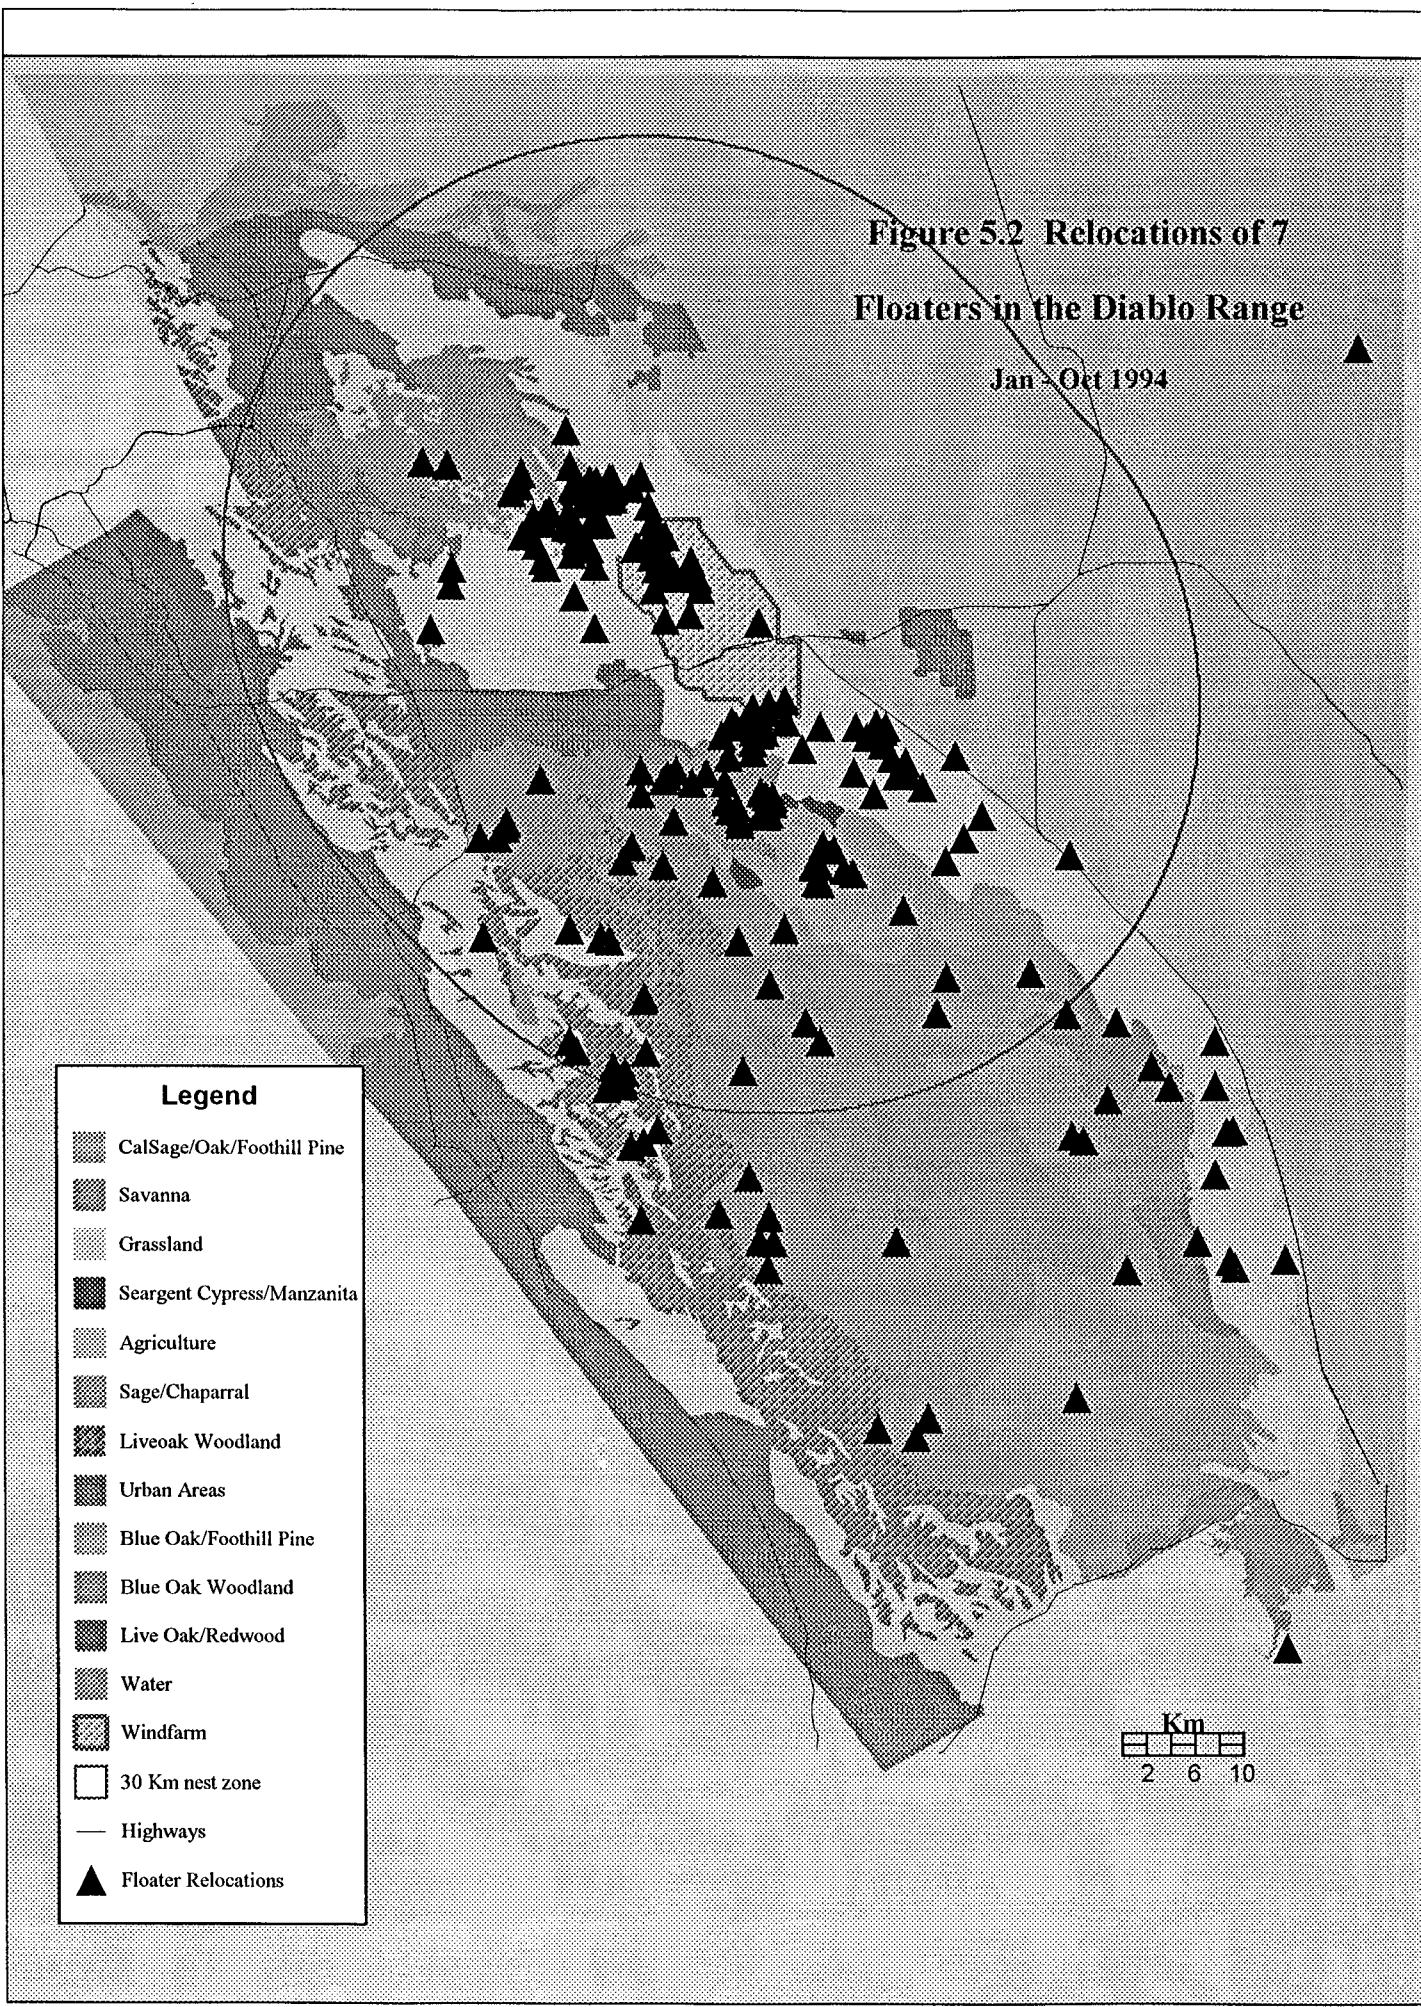 Figure 5.2 Relocations of 7
Floaters in the Diablo Range
Jan - Oct 1994
Legend
CalSage/Oak/Foothill Pine
Savanna
Grassland
Seargent Cypress/Manzanita
Agriculture
Sage/Chaparral
Liveoak Woodland
Urban Areas
Blue Oak/Foothill Pine
Blue Oak Woodland
Live Oak/Redwood
Water
Windfarm
30 Km nest zone
Highways
Floater Relocations
Km
2 6 10